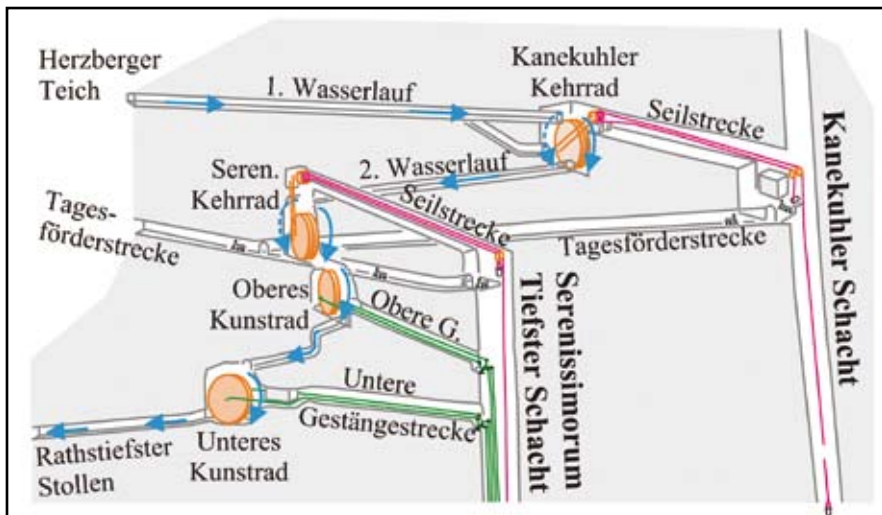 Herzberger
Teich
1. Wasserlauf
Kanekuhler
Kehrrad
Seilstrecke
Kanekuhler Schacht
Seren.
Kehrrad
2. Wasserlauf
Seilstrecke
Tages-
förderstrecke
Tagesförderstrecke
Oberes
Kunstrad
Obere G.
Serenissimorum
Tiefster Schacht
Untere
Gestängestrecke
Unteres
Kunstrad
Rathstiefster
Stollen